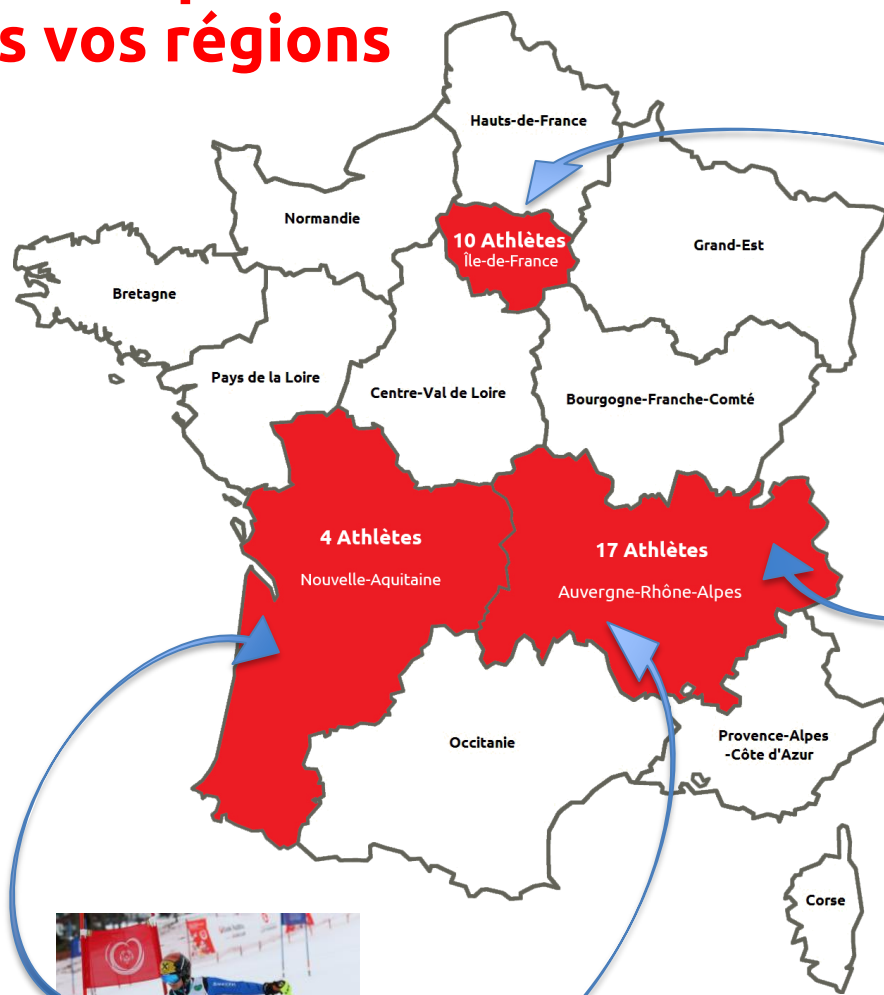 s vos régions
Hauts-de-France
Normandie
10 Athlètes
Île-de-France
Grand-Est
Bretagne
Pays de la Loire
Centre-Val de Loire
Bourgogne-Franche-Comté
4 Athlètes
Nouvelle-Aquitaine
17 Athlètes
Auvergne-Rhône-Alpes
Occitanie
Provence-Alpes
-Côte d'Azur
Corse